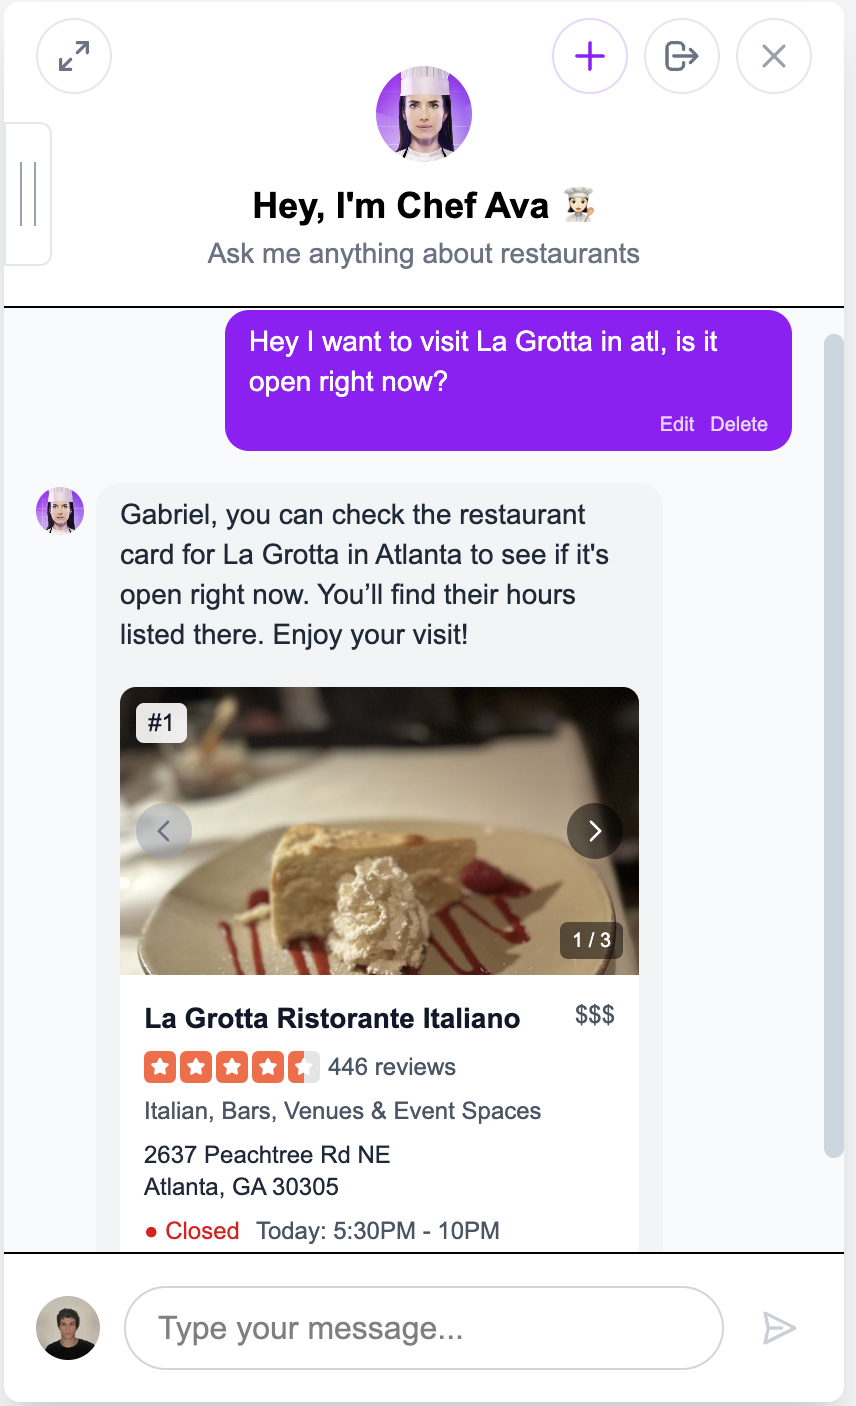 Hey, I'm Chef Ava 👩🏻‍🍳
Ask me anything about restaurants
Hey I want to visit La Grotta in atl, is it
open right now?
Edit Delete
Gabriel, you can check the restaurant
card for La Grotta in Atlanta to see if it's
open right now. You’ll find their hours
listed there. Enjoy your visit!
#1
1 / 3
La Grotta Ristorante Italiano $$$
446 reviews
Italian, Bars, Venues & Event Spaces
2637 Peachtree Rd NE
Atlanta, GA 30305
Closed Today: 5:30PM - 10PM
Type your message...